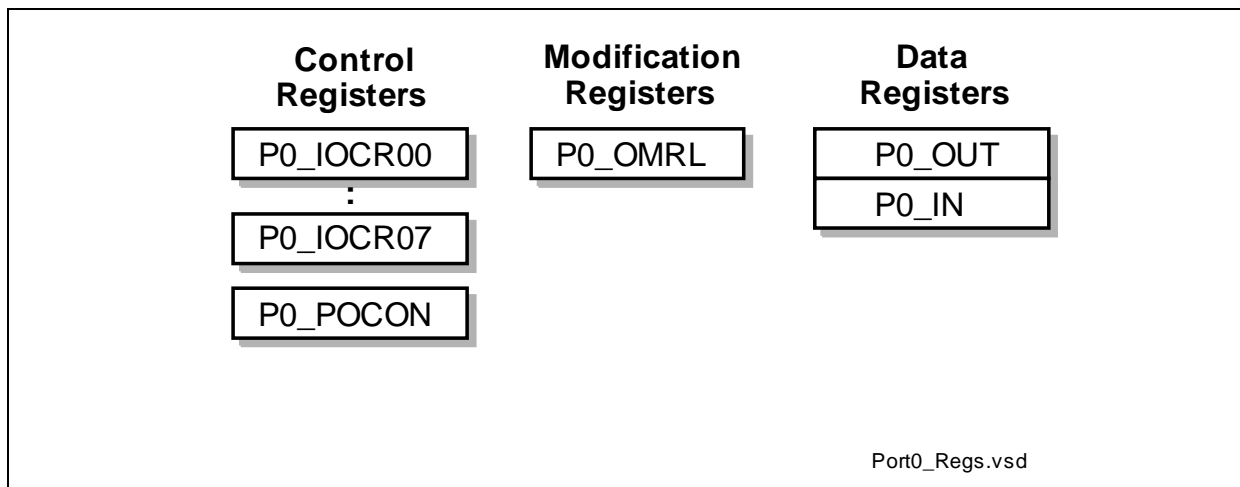 Control
Registers
P0_IOCR00
:
P0_IOCR07
P0_POCON
Modification
Registers
P0_OMRL
Data
Registers
P0_OUT
P0_IN
Port0_Regs.vsd